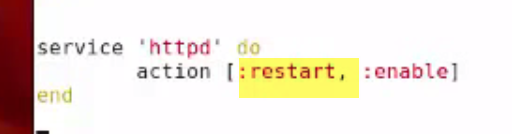 service 'httpd' do
        action [:restart, :enable]
end